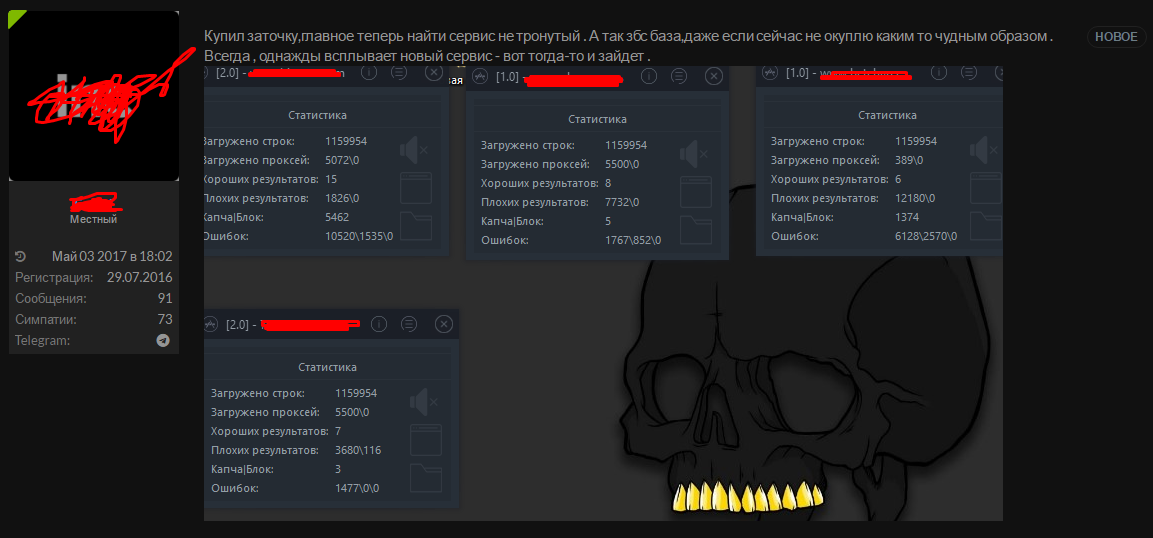 Купил заточку,главное теперь найти сервис не тронутый . А так збс база,даже если сейчас не окуплю каким то чудным образом .
Всегда , однажды всплывает новый сервис - вот тогда-то и зайдет .
НОВОЕ
Местный
Май 03 2017 в 18:02
Регистрация: 29.07.2016
Сообщения: 91
Симпатии: 73
Telegram:
[2.0] -
Статистика
Загружено строк: 1159954
Загружено проксей: 5072\0
Хороших результатов: 15
Плохих результатов: 1826\0
Капча|Блок: 5462
Ошибок: 10520\1535\0
[1.0] -
Статистика
Загружено строк: 1159954
Загружено проксей: 5500\0
Хороших результатов: 8
Плохих результатов: 7732\0
Капча|Блок: 5
Ошибок: 1767\852\0
[1.0] -
Статистика
Загружено строк: 1159954
Загружено проксей: 389\0
Хороших результатов: 6
Плохих результатов: 12180\0
Капча|Блок: 1374
Ошибок: 6128\2570\0
[2.0] -
Статистика
Загружено строк: 1159954
Загружено проксей: 5500\0
Хороших результатов: 7
Плохих результатов: 3680\116
Капча|Блок: 3
Ошибок: 1477\0\0